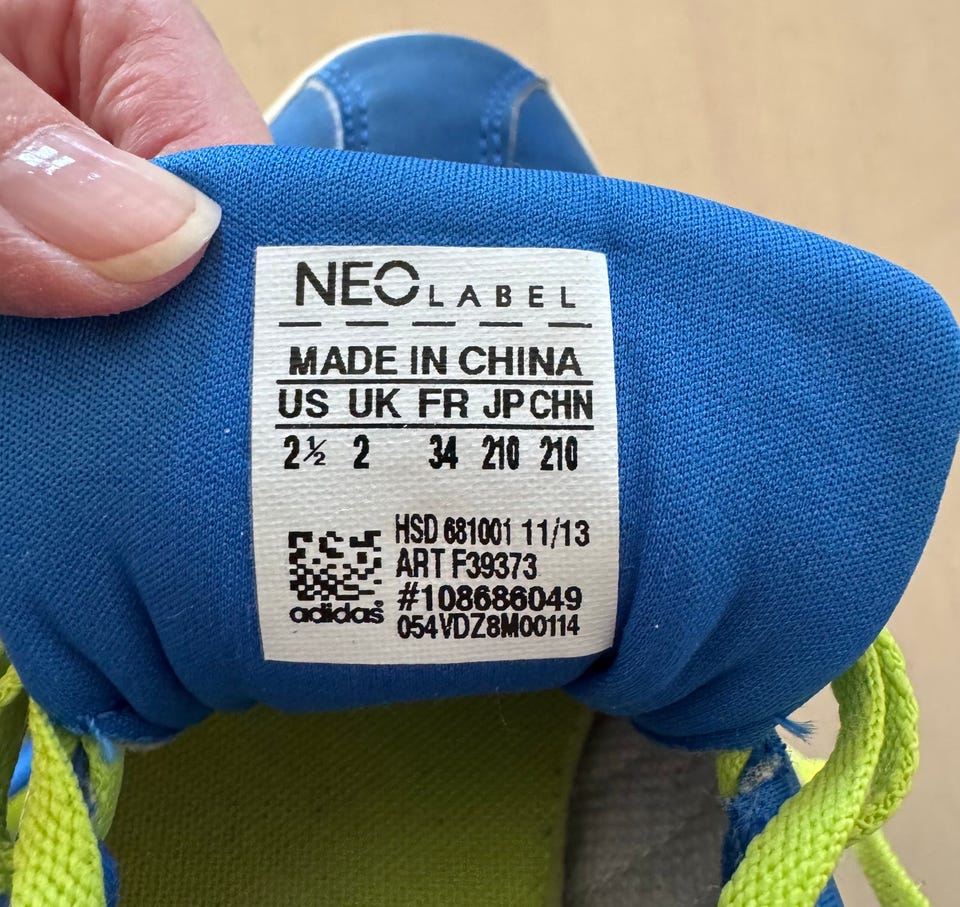 NEO LABEL
MADE IN CHINA
US UK FR JP CHN
2½ 2 34 210 210
HSD 681001 11/13
ART F39373
#108686049
adidas®
054VDZ8M00114